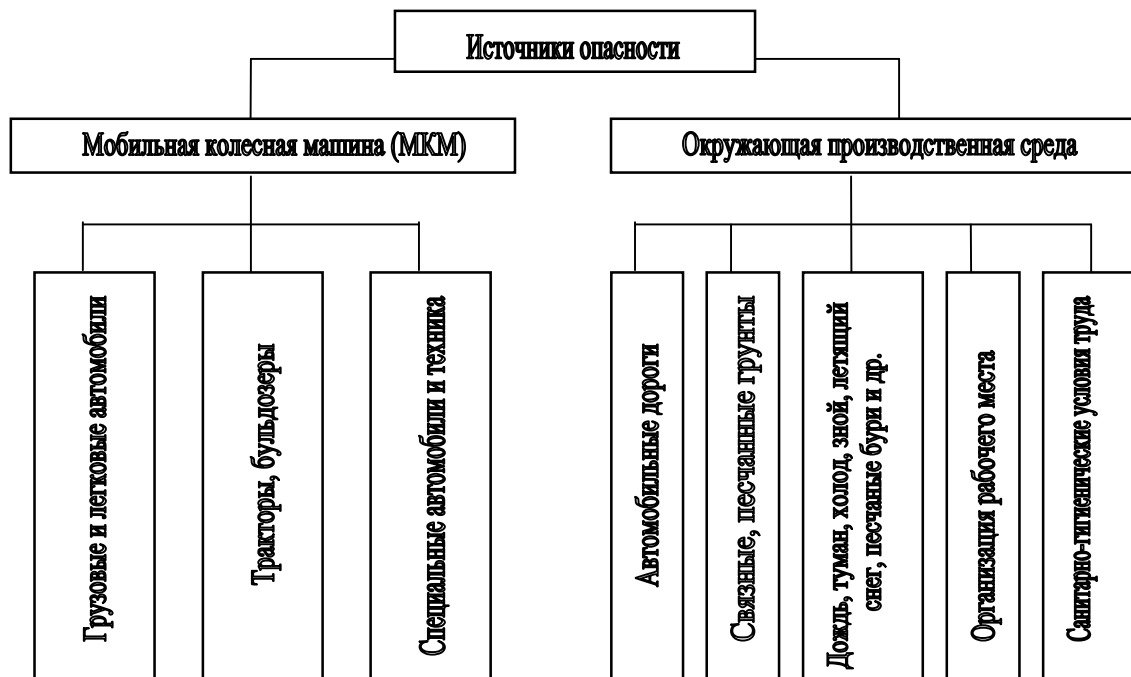 Источники опасности
Мобильная колесная машина (МКМ)
Окружающая производственная среда
Грузовые и легковые автомобили
Тракторы, бульдозеры
Специальные автомобили и техника
Автомобильные дороги
Связные, песчанные грунты
Дождь, туман, холод, зной, летящий
снег, песчаные бури и др.
Организация рабочего места
Санитарно-гигиенические условия труда